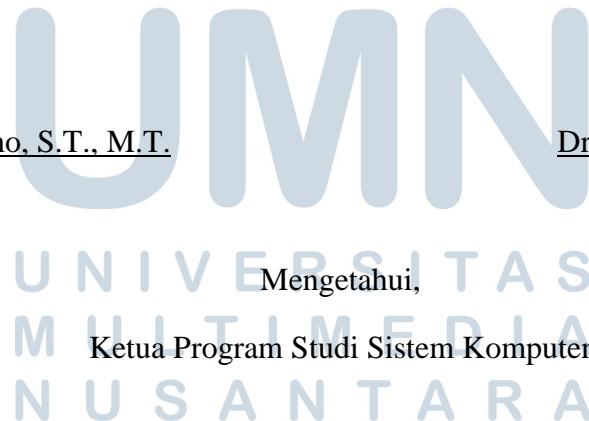 UMN
no, S.T., M.T. Dr
UNIVERSITAS
Mengetahui,
MULTIMEDIA
Ketua Program Studi Sistem Komputer
NUSANTARA